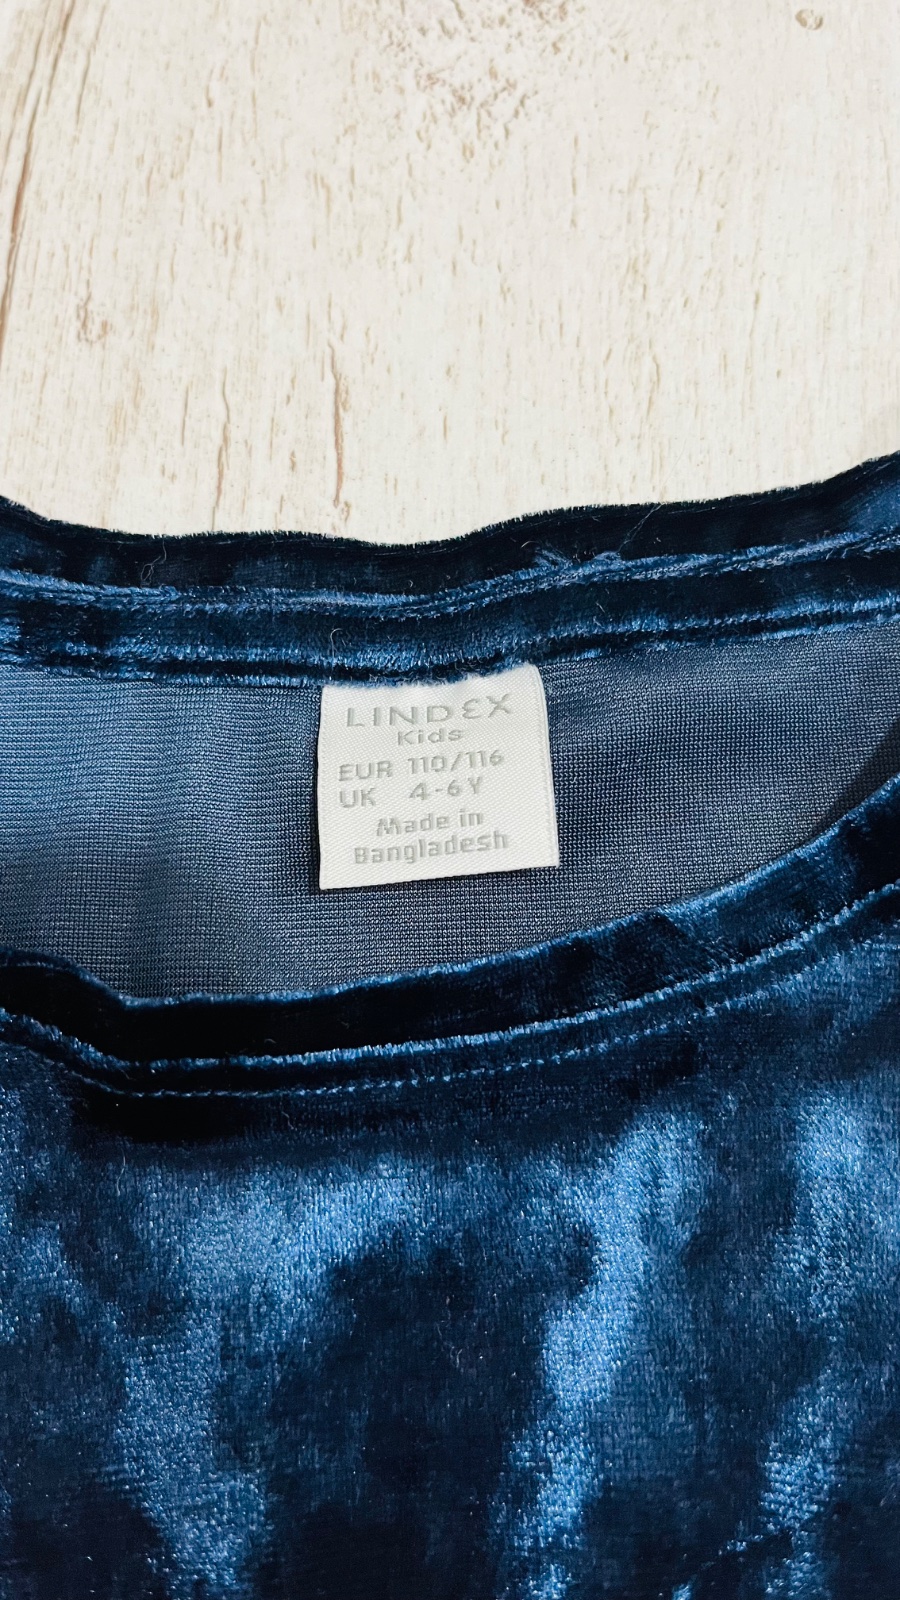 LINDEX
Kids
EUR 110/116
UK 4-6Y
Made in
Bangladesh